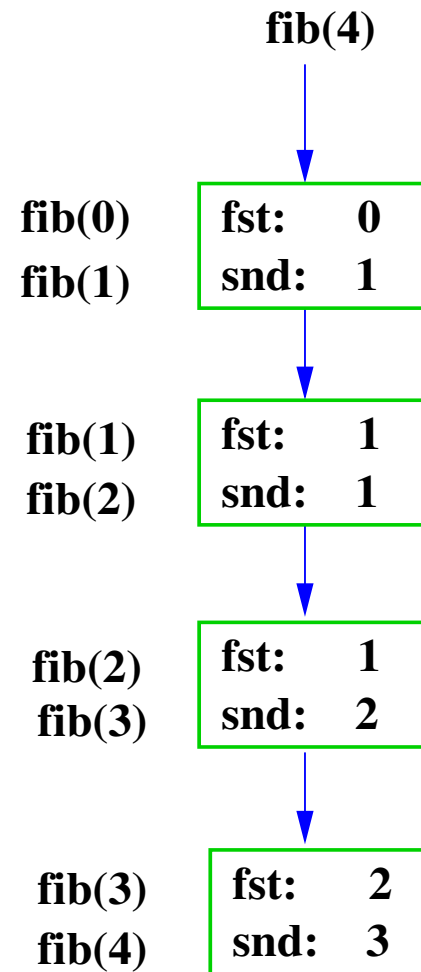 fib(4)
fib(0) fst: 0
fib(1) snd: 1
fib(1) fst: 1
fib(2) snd: 1
fib(2) fst: 1
fib(3) snd: 2
fib(3) fst: 2
fib(4) snd: 3